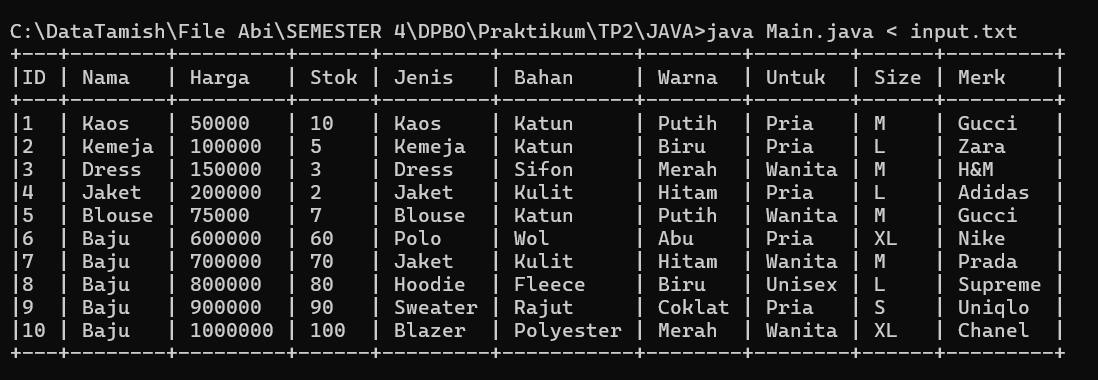 C:\DataTamish\File Abi\SEMESTER 4\DPBO\Praktikum\TP2\JAVA>java Main.java < input.txt
+---+--------+---------+------+---------+-----------+--------+--------+------+---------+
|ID | Nama   | Harga   | Stok | Jenis   | Bahan     | Warna  | Untuk  | Size | Merk    |
+---+--------+---------+------+---------+-----------+--------+--------+------+---------+
|1  | Kaos   | 50000   | 10   | Kaos    | Katun     | Putih  | Pria   | M    | Gucci   |
|2  | Kemeja | 100000  | 5    | Kemeja  | Katun     | Biru   | Pria   | L    | Zara    |
|3  | Dress  | 150000  | 3    | Dress   | Sifon     | Merah  | Wanita | M    | H&M     |
|4  | Jaket  | 200000  | 2    | Jaket   | Kulit     | Hitam  | Pria   | L    | Adidas  |
|5  | Blouse | 75000   | 7    | Blouse  | Katun     | Putih  | Wanita | M    | Gucci   |
|6  | Baju   | 600000  | 60   | Polo    | Wol       | Abu    | Pria   | XL   | Nike    |
|7  | Baju   | 700000  | 70   | Jaket   | Kulit     | Hitam  | Wanita | M    | Prada   |
|8  | Baju   | 800000  | 80   | Hoodie  | Fleece    | Biru   | Unisex | L    | Supreme |
|9  | Baju   | 900000  | 90   | Sweater | Rajut     | Coklat | Pria   | S    | Uniqlo  |
|10 | Baju   | 1000000 | 100  | Blazer  | Polyester | Merah  | Wanita | XL   | Chanel  |
+---+--------+---------+------+---------+-----------+--------+--------+------+---------+